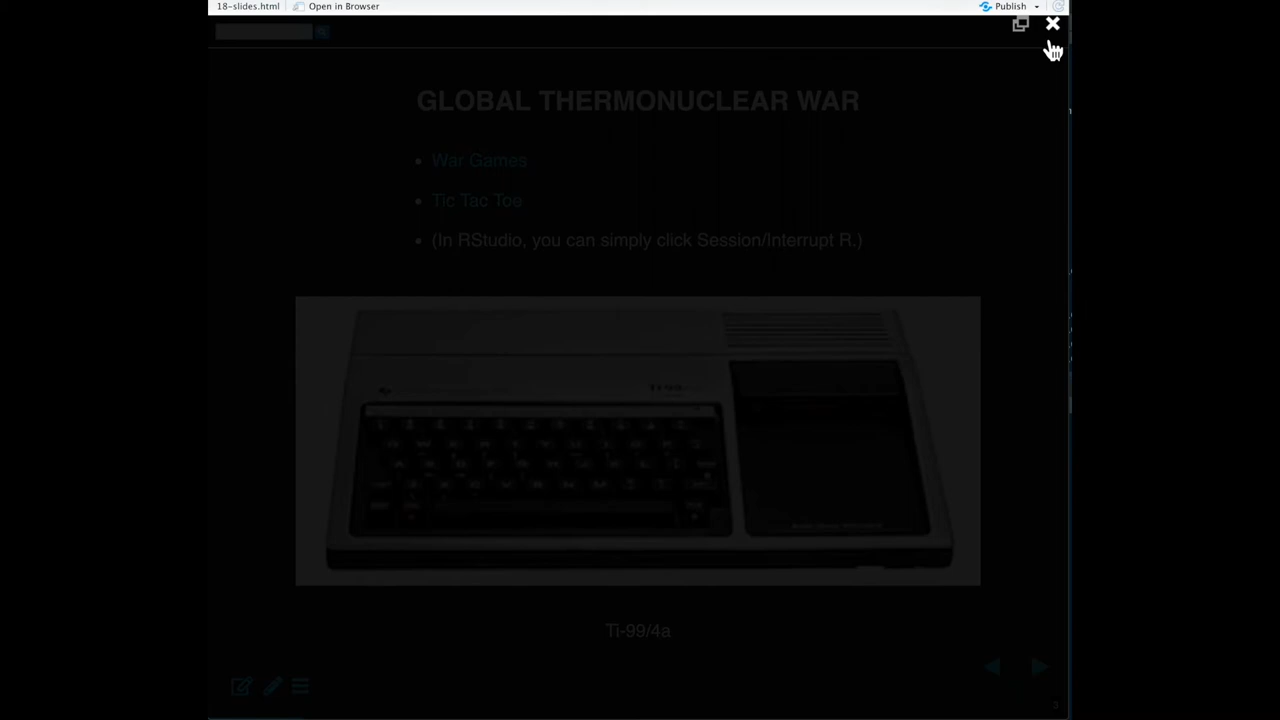 18-slides.html Open in Browser Publish
GLOBAL THERMONUCLEAR WAR
War Games
Tic Tac Toe
(In RStudio, you can simply click Session/Interrupt R.)
Ti-99/4a
3